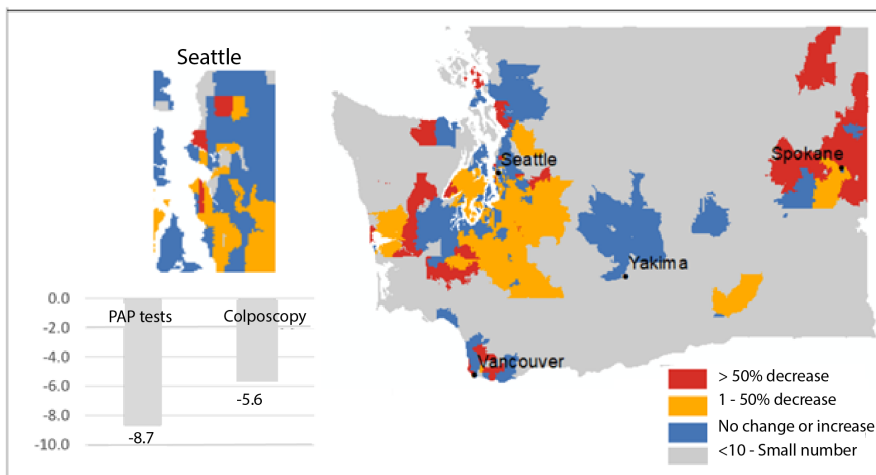 Seattle
Seattle
Spokane
Yakima
Vancouver
0.0
PAP tests
Colposcopy
-2.0
-4.0
-6.0
-5.6
-8.0
-8.7
-10.0
> 50% decrease
1 - 50% decrease
No change or increase
<10 - Small number